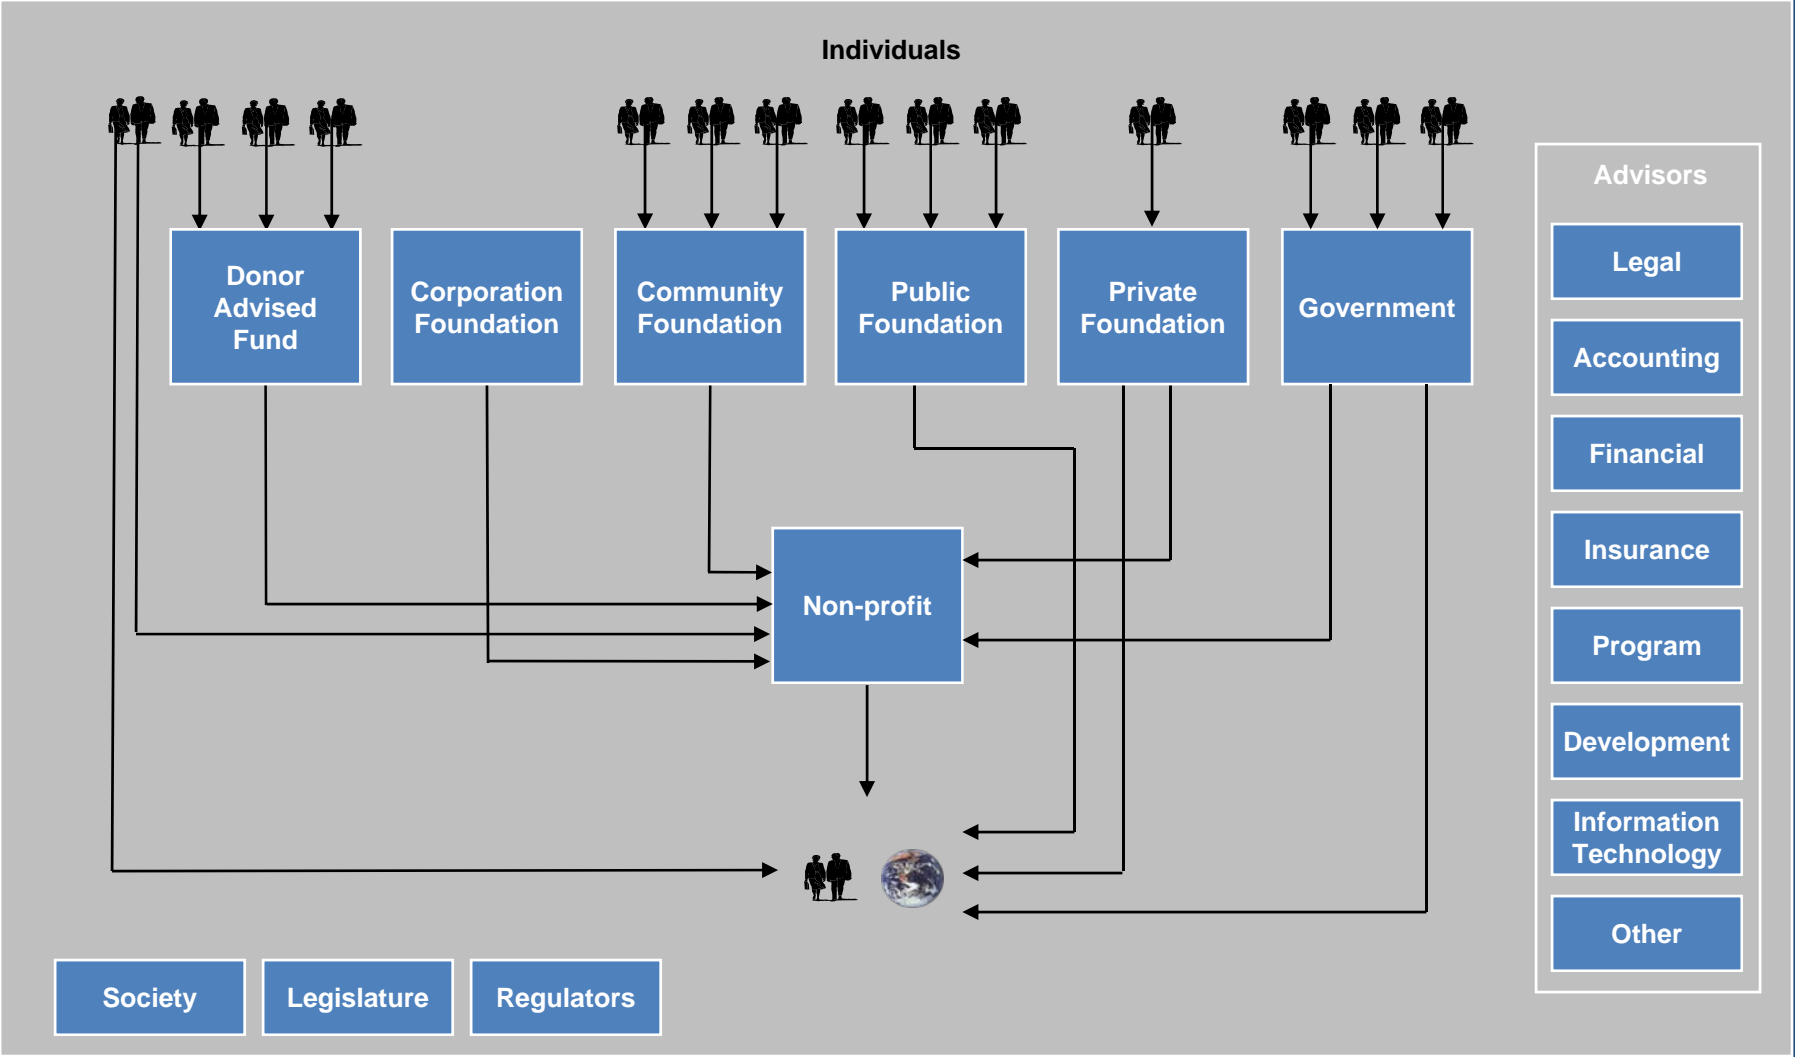 Individuals
Advisors
Donor
Advised
Fund
Corporation
Foundation
Community
Foundation
Public
Foundation
Private
Foundation
Government
Legal
Accounting
Financial
Insurance
Non-profit
Program
Development
Information
Technology
Other
Society
Legislature
Regulators